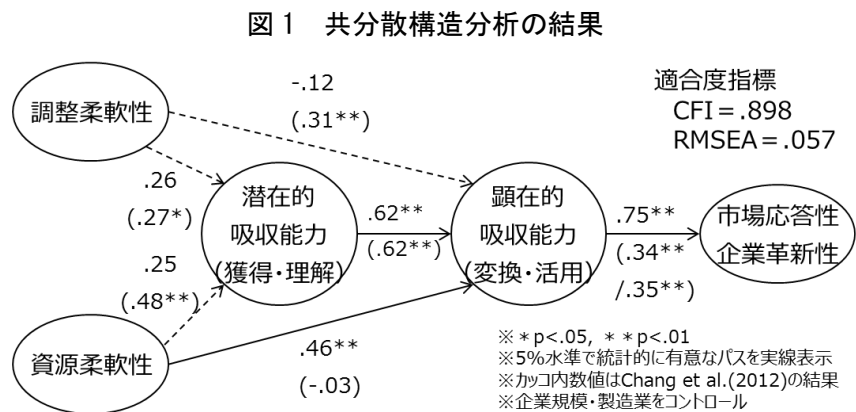 図１　共分散構造分析の結果
-.12
(.31**)
適合度指標
CFI＝.898
RMSEA＝.057
調整柔軟性
.26
(.27*)
潜在的
吸収能力
(獲得・理解)
.62**
(.62**)
顕在的
吸収能力
(変換・活用)
.75**
(.34**
/.35**)
市場応答性
企業革新性
.25
(.48**)
資源柔軟性
.46**
(-.03)
※＊p<.05, ＊＊p<.01
※5%水準で統計的に有意なパスを実線表示
※カッコ内数値はChang et al.(2012)の結果
※企業規模・製造業をコントロール